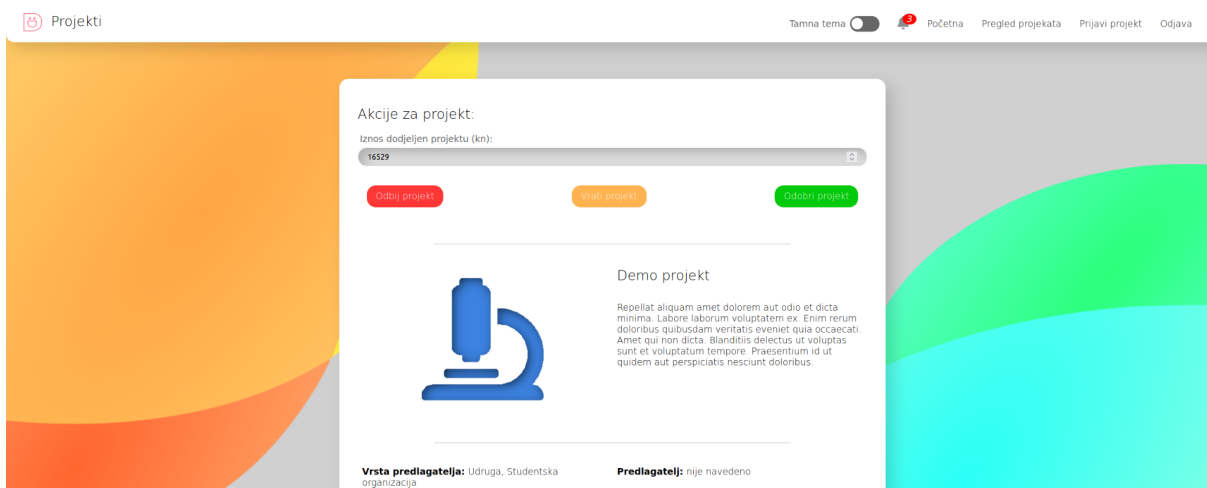 Projekti
Tamna tema
3
Početna
Pregled projekata
Prijavi projekt
Odjava
Akcije za projekt:
Iznos dodjeljen projektu (kn):
16529
Odbij projekt
Vrati projekt
Odobri projekt
Demo projekt
Repellat aliquam amet dolorem aut odio et dicta
minima. Labore laborum voluptatem ex. Enim rerum
doloribus quibusdam veritatis eveniet quia occaecati.
Amet qui non dicta. Blanditiis delectus ut voluptas
sunt et voluptatum tempore. Praesentium id ut
quidem aut perspiciatis nesciunt doloribus.
Vrsta predlagatelja: Udruga, Studentska
organizacija
Predlagatelj: nije navedeno